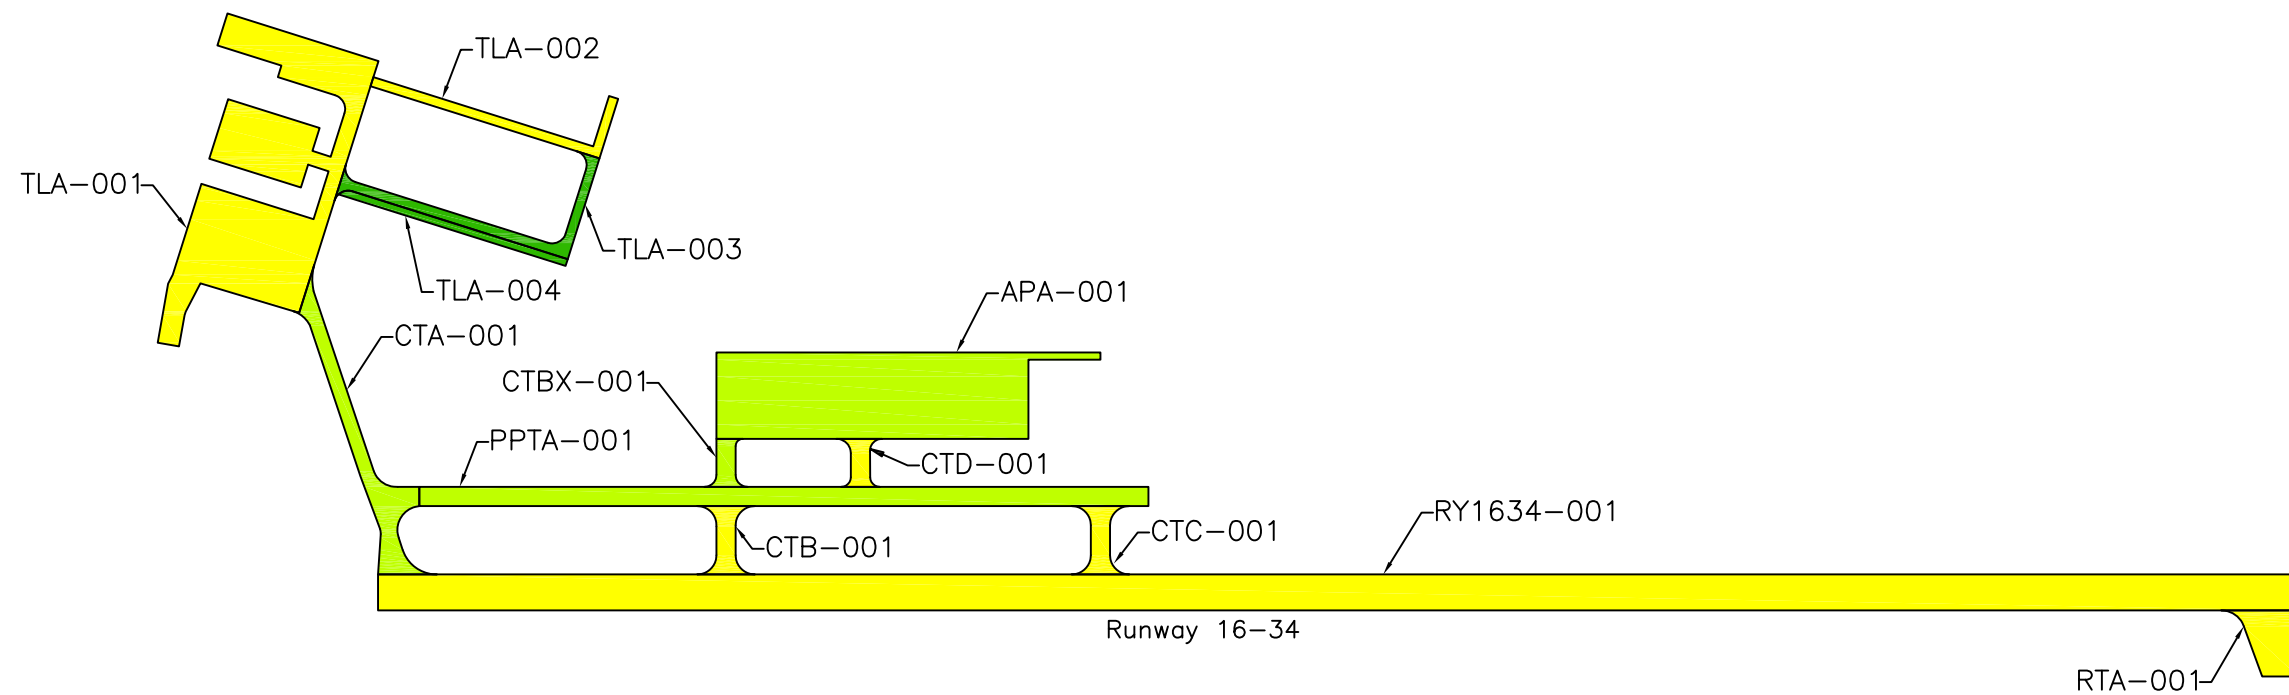 TLA-002
TLA-001
TLA-003
TLA-004
APA-001
CTA-001
CTBX-001
PPTA-001
CTD-001
RY1634-001
CTC-001
CTB-001
Runway 16-34
RTA-001